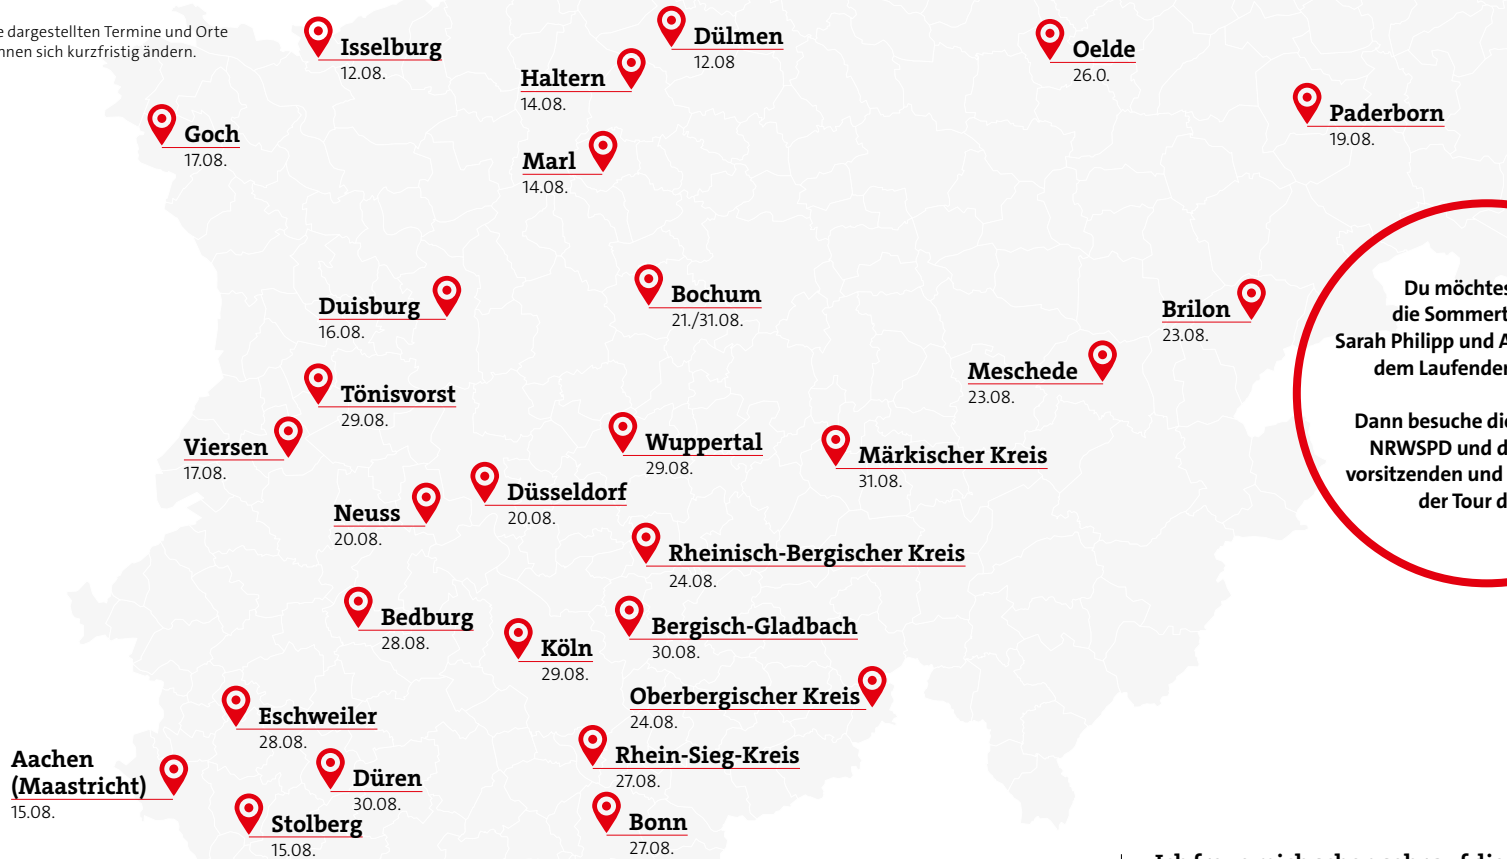 dargestellten Termine und Orte
sich kurzfristig ändern.
Isselburg
12.08.
Dülmen
12.08
Oelde
26.0.
Haltern
14.08.
Paderborn
19.08.
Goch
17.08.
Marl
14.08.
Duisburg
16.08.
Bochum
21./31.08.
Brilon
23.08.
Meschede
23.08.
Tönisvorst
29.08.
Viersen
17.08.
Wuppertal
29.08.
Märkischer Kreis
31.08.
Düsseldorf
20.08.
Neuss
20.08.
Rheinisch-Bergischer Kreis
24.08.
Bedburg
28.08.
Köln
29.08.
Bergisch-Gladbach
30.08.
Oberbergischer Kreis
24.08.
Eschweiler
28.08.
Rhein-Sieg-Kreis
27.08.
Aachen
(Maastricht)
15.08.
Düren
30.08.
Stolberg
15.08.
Bonn
27.08.
Du möchtes
die Sommert
Sarah Philipp und A
dem Laufender
Dann besuche die
NRWSPD und d
vorsitzenden und
der Tour d